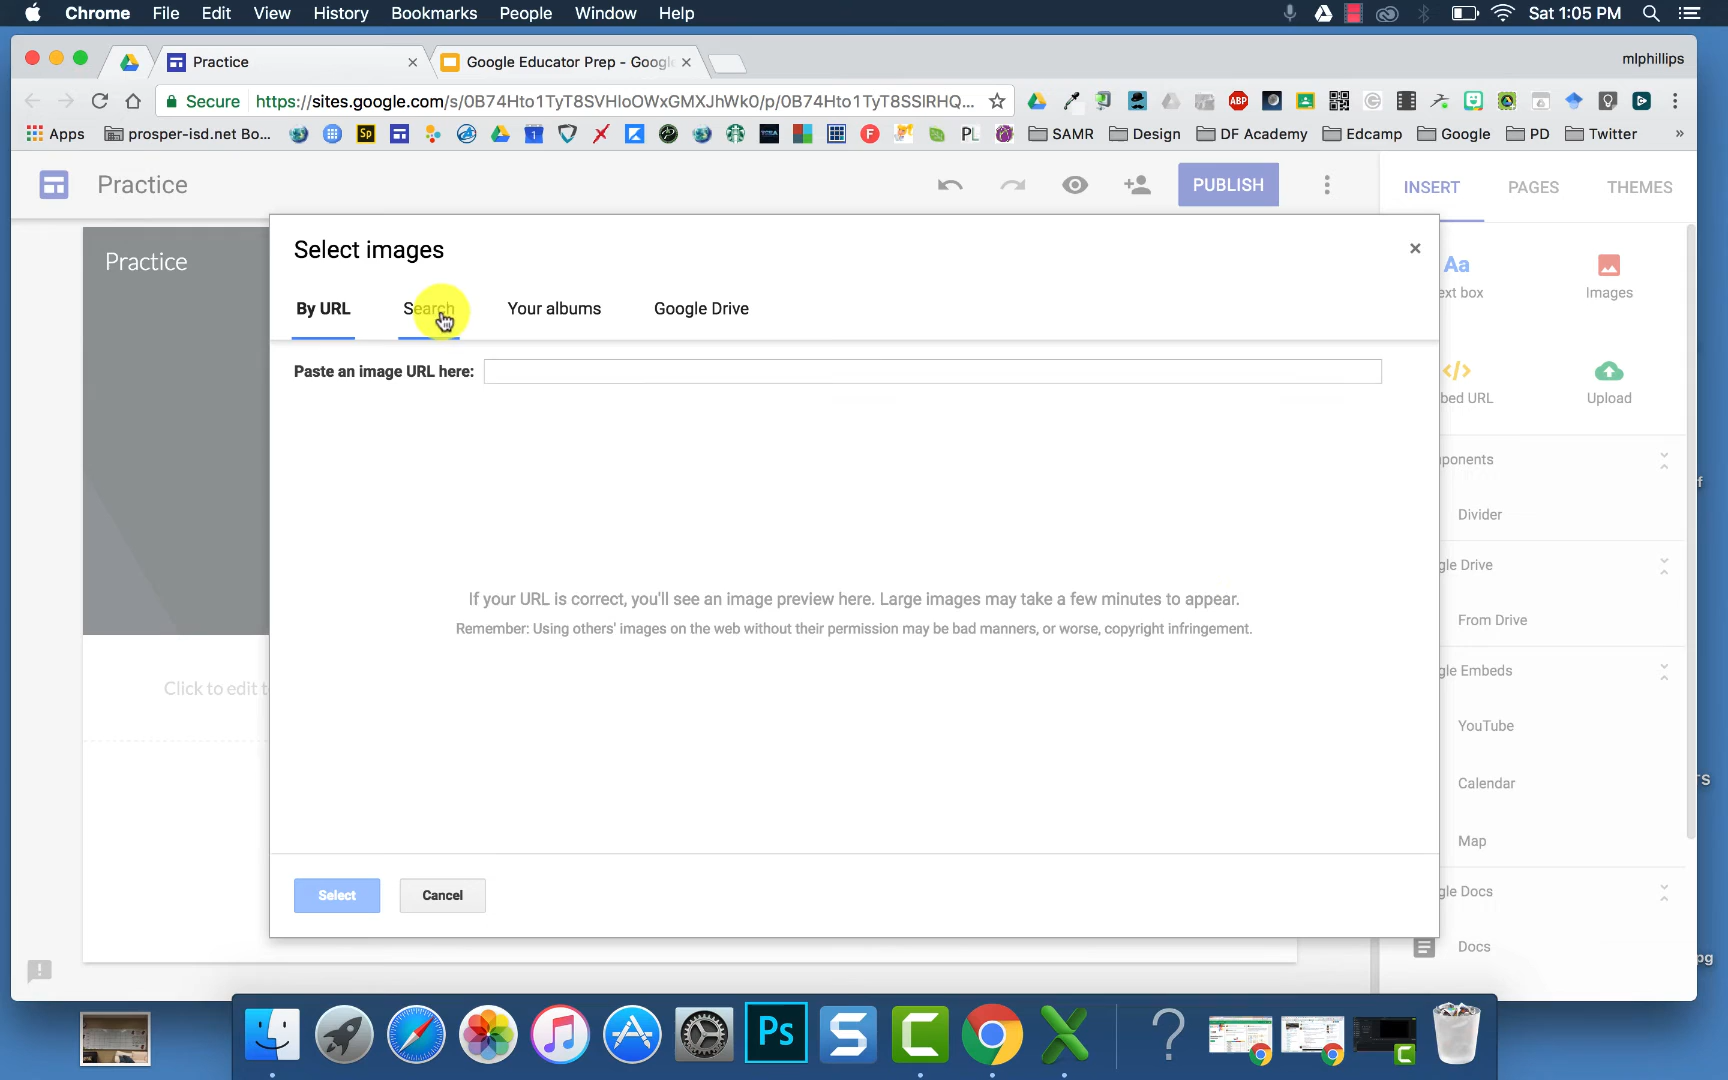 Chrome File Edit View History Bookmarks People Window Help
Sat 1:05 PM
Practice
Google Educator Prep - Googl
mlphillips
Secure https://sites.google.com/s/0B74Hto1TyT8SVHloOWxGMXJhWk0/p/0B74Hto1TyT8SSlRHQ...
ABP
Apps prosper-isd.net Bo... Sp PL SAMR Design DF Academy Edcamp Google PD Twitter »
Practice
PUBLISH
INSERT PAGES THEMES
Practice
Select images
×
By URL Search Your albums Google Drive
Paste an image URL here:
If your URL is correct, you'll see an image preview here. Large images may take a few minutes to appear.
Remember: Using others' images on the web without their permission may be bad manners, or worse, copyright infringement.
Select Cancel
Click to edit t
Aa
ext box Images
</>
bed URL Upload
ponents
Divider
gle Drive
From Drive
gle Embeds
YouTube
Calendar
Map
gle Docs
Docs
f
TS
pg
Ps S C X ?